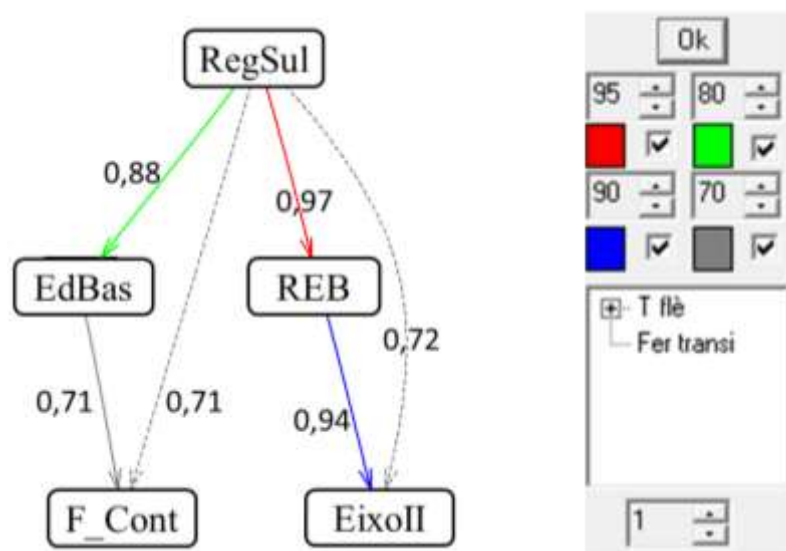 RegSul
0,88
0,97
EdBas
REB
0,71
0,71
0,94
0,72
F_Cont
EixoII
Ok
95
80
90
70
T flè
Fer transi
1